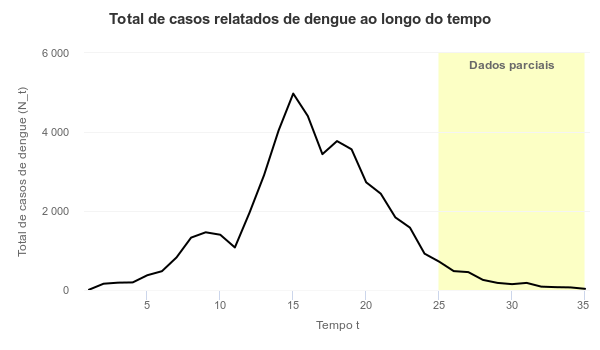 Total de casos relatados de dengue ao longo do tempo
Total de casos de dengue (N_t)
6 000
4 000
2 000
0
Dados parciais
5 10 15 20 25 30 35
Tempo t